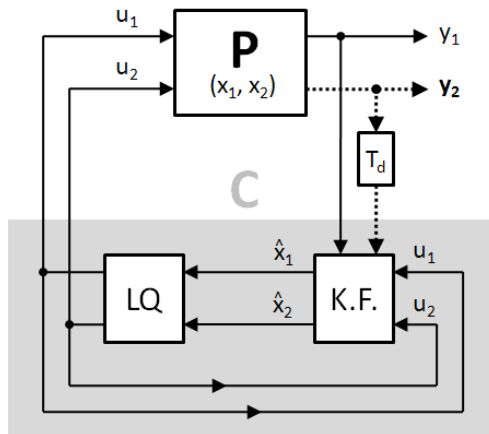 u1
P
y1
u2
(x1, x2)
y2
Td
C
x̂1
u1
LQ
K.F.
x̂2
u2